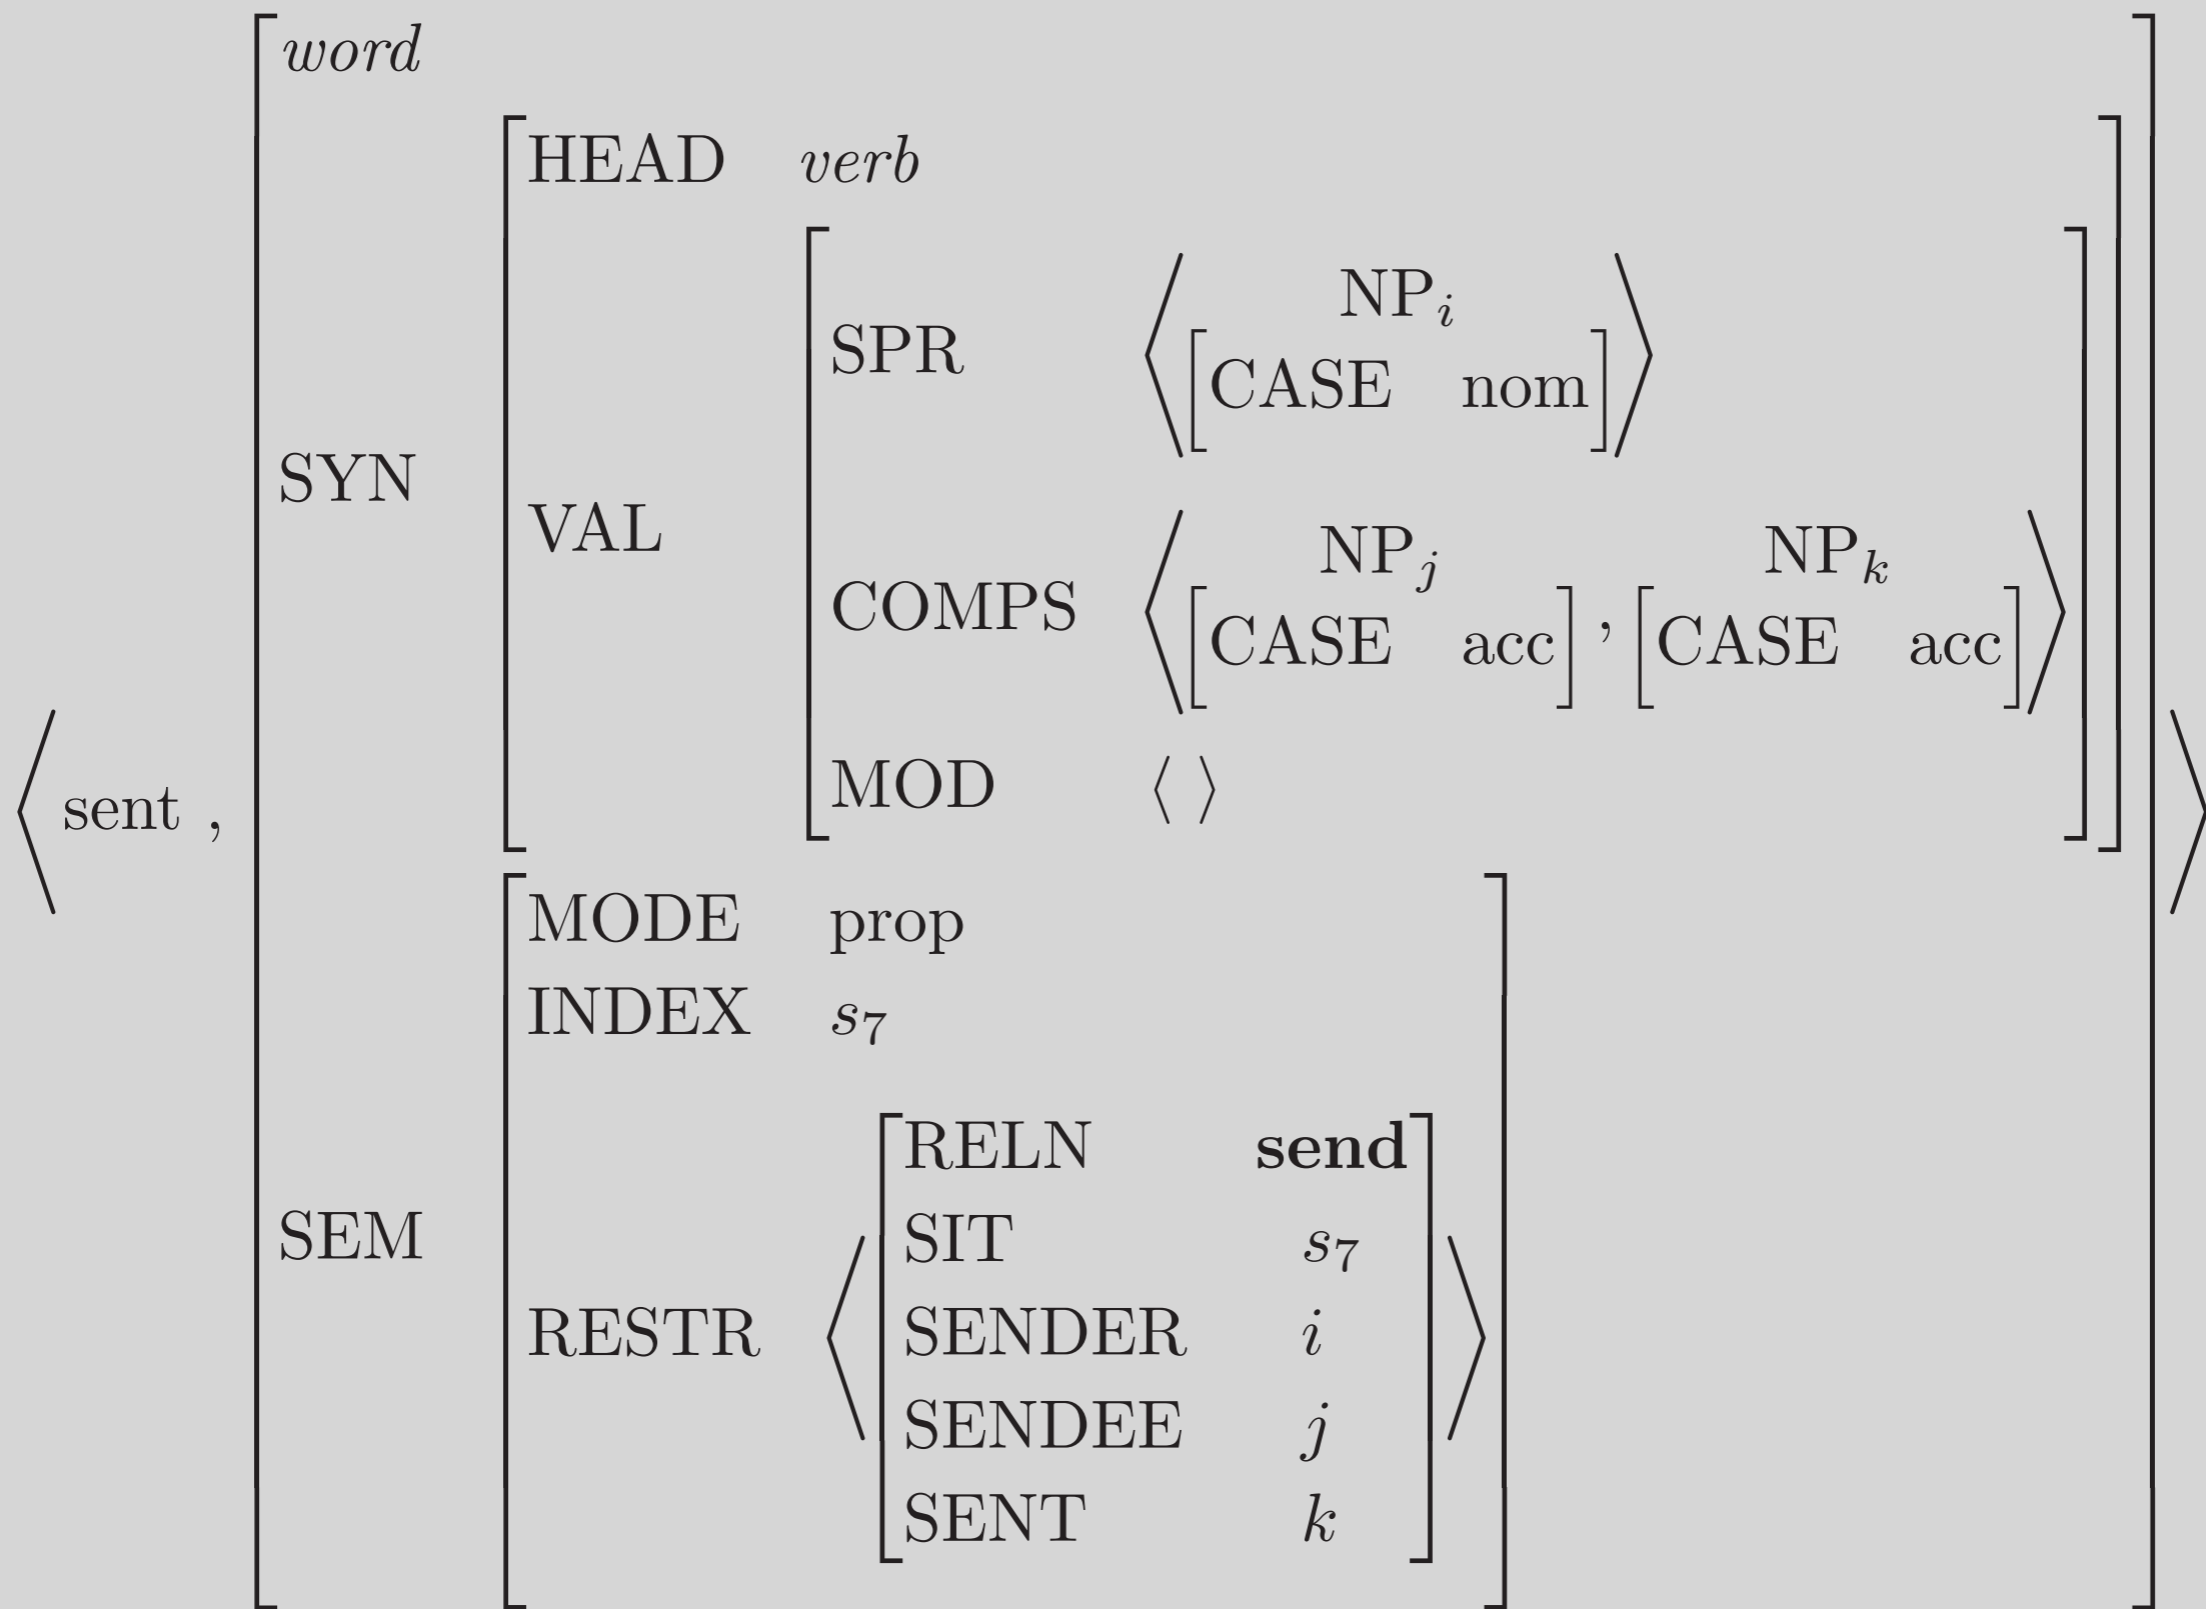 word
HEAD verb
SPR ⟨ NP_i [CASE nom] ⟩
SYN
VAL
COMPS ⟨ NP_j [CASE acc] , NP_k [CASE acc] ⟩
MOD ⟨ ⟩
⟨ sent ,
MODE prop
INDEX s_7
RELN send
SIT s_7
SEM
RESTR
SENDER i
SENDEE j
SENT k